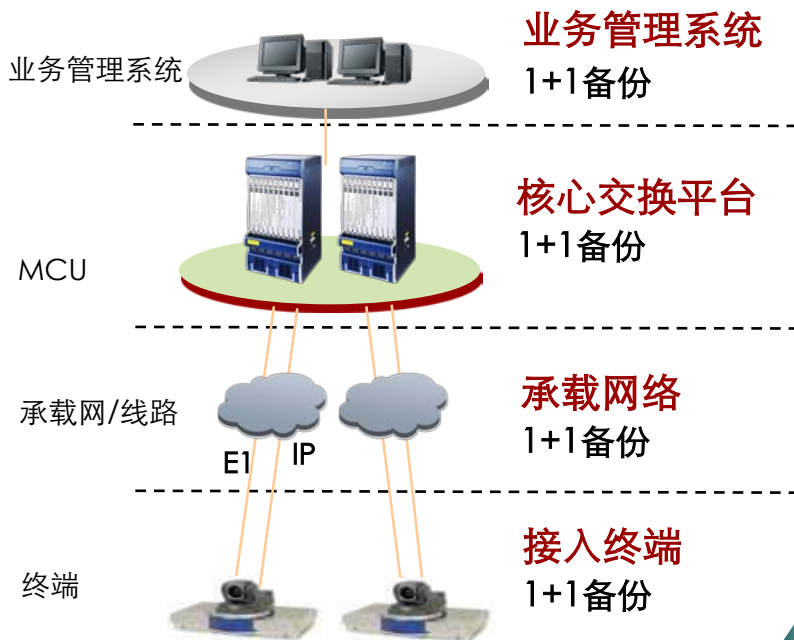 业务管理系统
业务管理系统
1+1备份
MCU
核心交换平台
1+1备份
承载网/线路
E1
IP
承载网络
1+1备份
终端
接入终端
1+1备份